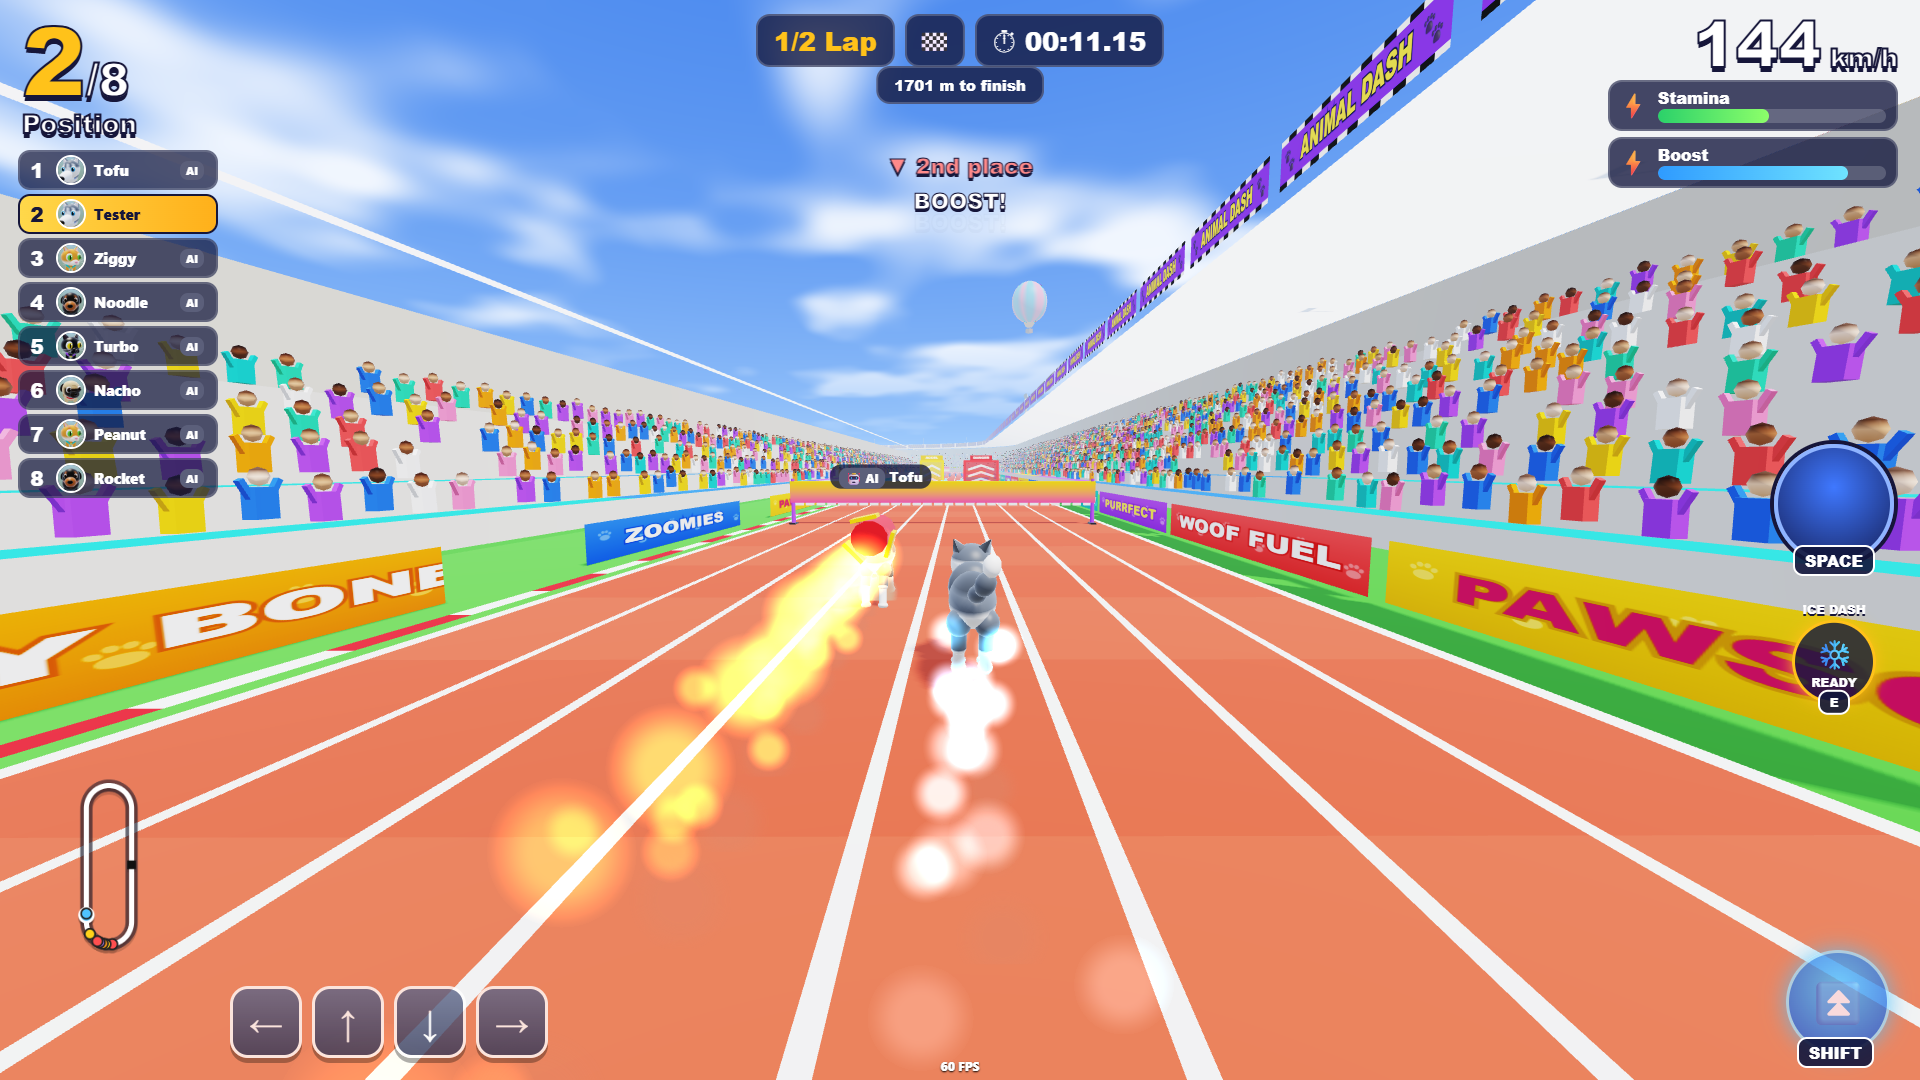 2/8
Position
1 Tofu AI
2 Tester
3 Ziggy AI
4 Noodle AI
5 Turbo AI
6 Nacho AI
7 Peanut AI
8 Rocket AI
1/2 Lap
00:11.15
1701 m to finish
▼ 2nd place
BOOST!
144 km/h
Stamina
Boost
ANIMAL DASH
ANIMAL DASH
ANIMAL DASH
AI Tofu
Y BONE
ZOOMIES
PURRFECT
WOOF FUEL
PAWS
SPACE
ICE DASH
READY
E
← ↑ ↓ →
SHIFT
60 FPS